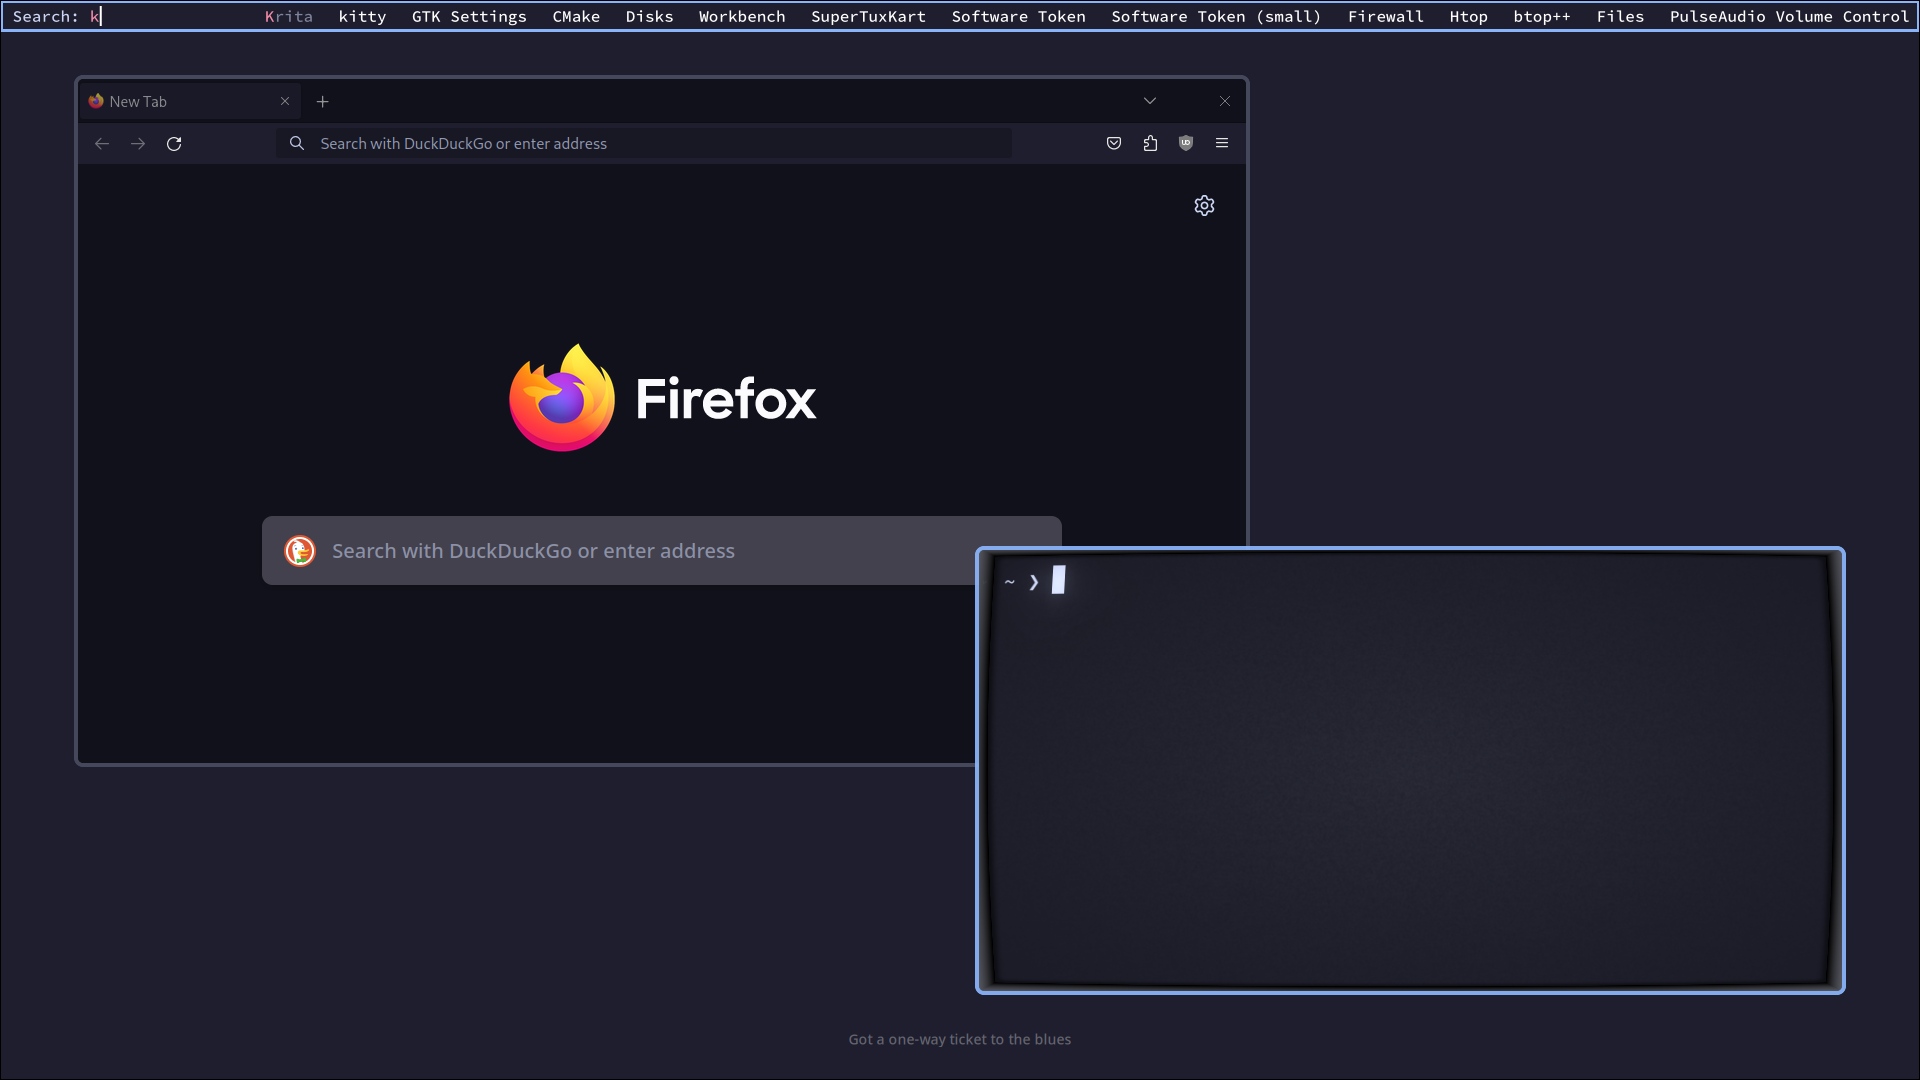 Search: k Krita kitty GTK Settings CMake Disks Workbench SuperTuxKart Software Token Software Token (small) Firewall Htop btop++ Files PulseAudio Volume Control
New Tab
Search with DuckDuckGo or enter address
Firefox
Search with DuckDuckGo or enter address
~ ❯
Got a one-way ticket to the blues